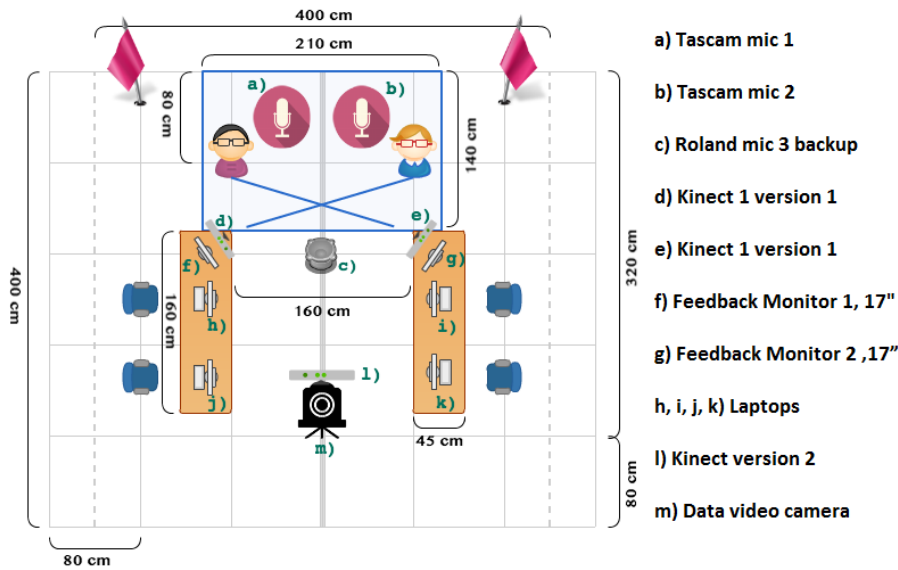 400 cm
210 cm
a)
b)
80 cm
140 cm
d)
e)
f)
c)
g)
400 cm
160 cm
h)
160 cm
i)
320 cm
l)
j)
k)
45 cm
m)
80 cm
80 cm
a) Tascam mic 1
b) Tascam mic 2
c) Roland mic 3 backup
d) Kinect 1 version 1
e) Kinect 1 version 1
f) Feedback Monitor 1, 17"
g) Feedback Monitor 2 ,17”
h, i, j, k) Laptops
l) Kinect version 2
m) Data video camera